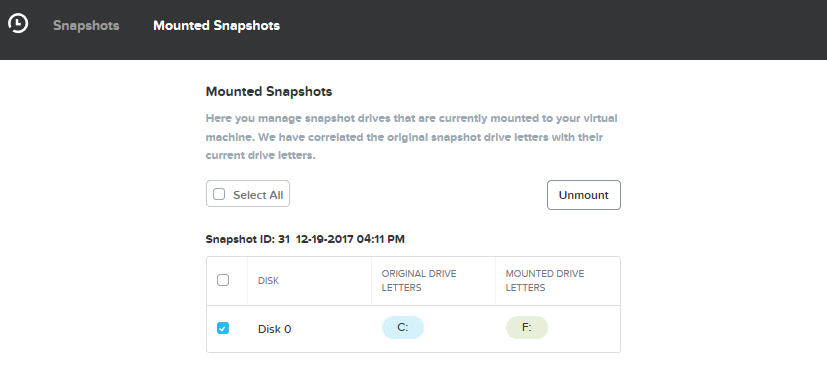 Snapshots Mounted Snapshots
Mounted Snapshots
Here you manage snapshot drives that are currently mounted to your virtual
machine. We have correlated the original snapshot drive letters with their
current drive letters.
Select All Unmount
Snapshot ID: 31 12-19-2017 04:11 PM
DISK ORIGINAL DRIVE LETTERS MOUNTED DRIVE LETTERS
Disk 0 C: F: